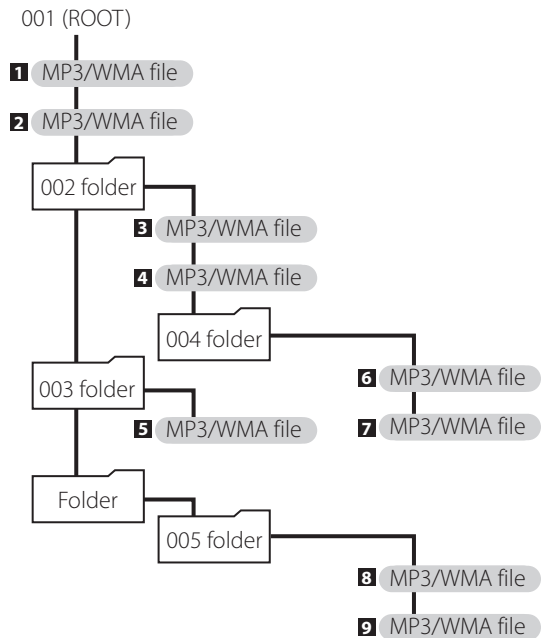 001 (ROOT)
1 MP3/WMA file
2 MP3/WMA file
002 folder
3 MP3/WMA file
4 MP3/WMA file
004 folder
6 MP3/WMA file
003 folder
5 MP3/WMA file
7 MP3/WMA file
Folder
005 folder
8 MP3/WMA file
9 MP3/WMA file